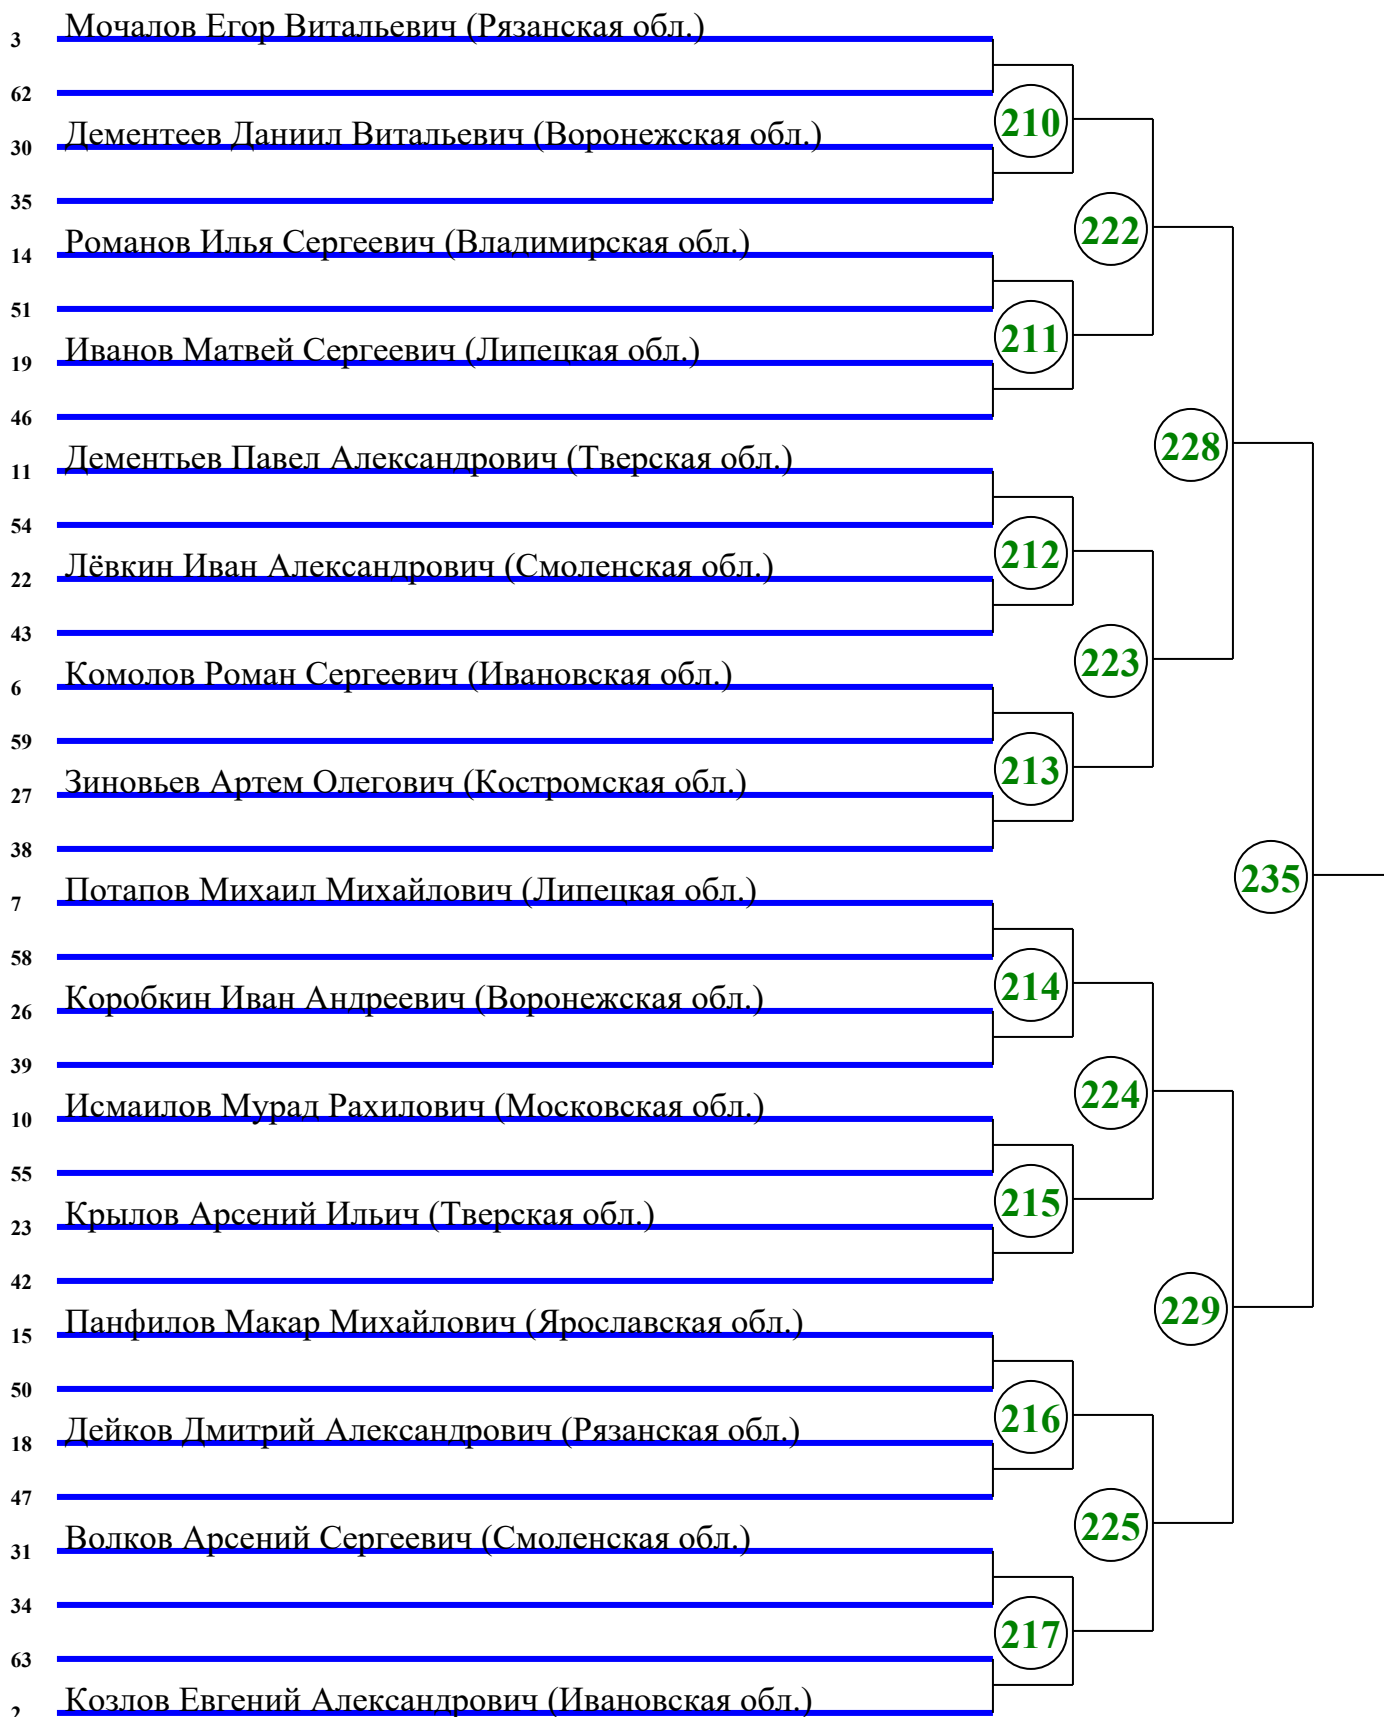 3 Мочалов Егор Витальевич (Рязанская обл.)
62
210
30 Дементеев Даниил Витальевич (Воронежская обл.)
35
222
14 Романов Илья Сергеевич (Владимирская обл.)
51
211
19 Иванов Матвей Сергеевич (Липецкая обл.)
46
228
11 Дементьев Павел Александрович (Тверская обл.)
54
212
22 Лёвкин Иван Александрович (Смоленская обл.)
43
223
6 Комолов Роман Сергеевич (Ивановская обл.)
59
213
27 Зиновьев Артем Олегович (Костромская обл.)
38
235
7 Потапов Михаил Михайлович (Липецкая обл.)
58
214
26 Коробкин Иван Андреевич (Воронежская обл.)
39
224
10 Исмаилов Мурад Рахилович (Московская обл.)
55
215
23 Крылов Арсений Ильич (Тверская обл.)
42
229
15 Панфилов Макар Михайлович (Ярославская обл.)
50
216
18 Дейков Дмитрий Александрович (Рязанская обл.)
47
225
31 Волков Арсений Сергеевич (Смоленская обл.)
34
217
63
2 Козлов Евгений Александрович (Ивановская обл.)